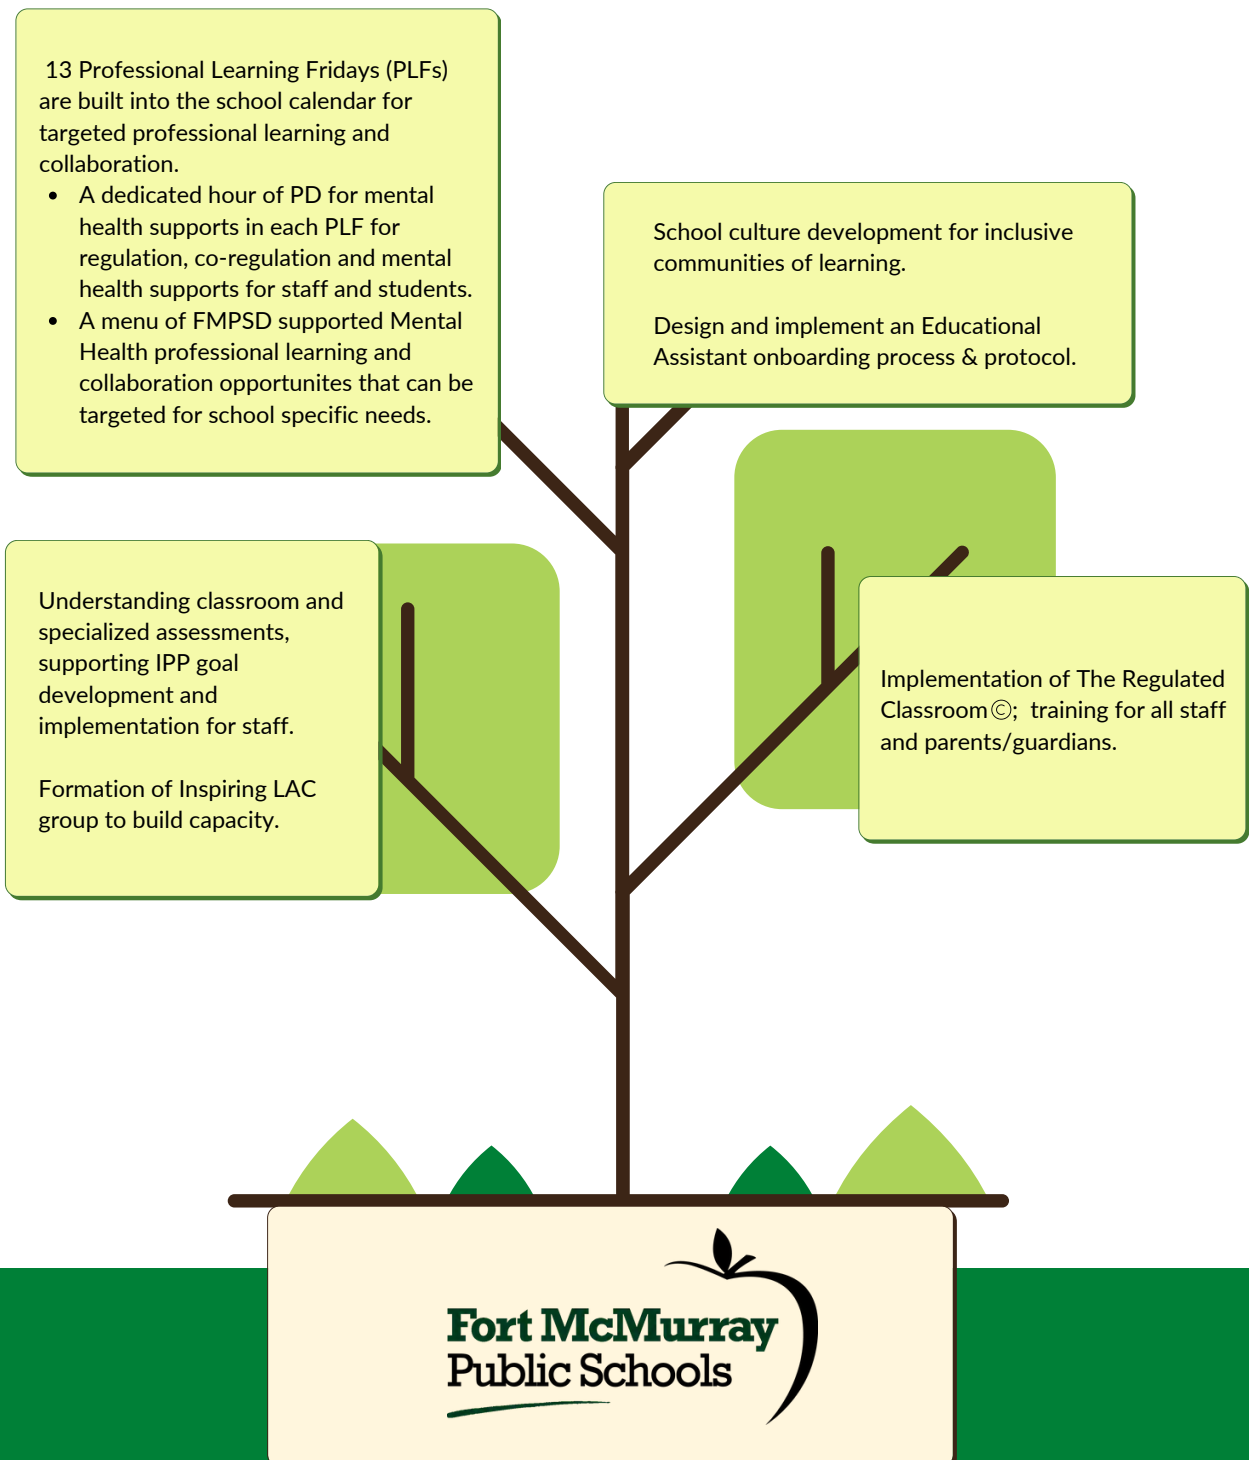 13 Professional Learning Fridays (PLFs)
are built into the school calendar for
targeted professional learning and
collaboration.
• A dedicated hour of PD for mental
health supports in each PLF for
regulation, co-regulation and mental
health supports for staff and students.
• A menu of FMPSD supported Mental
Health professional learning and
collaboration opportunites that can be
targeted for school specific needs.
School culture development for inclusive
communities of learning.
Design and implement an Educational
Assistant onboarding process & protocol.
Understanding classroom and
specialized assessments,
supporting IPP goal
development and
implementation for staff.
Formation of Inspiring LAC
group to build capacity.
Implementation of The Regulated
Classroom©; training for all staff
and parents/guardians.
Fort McMurray
Public Schools